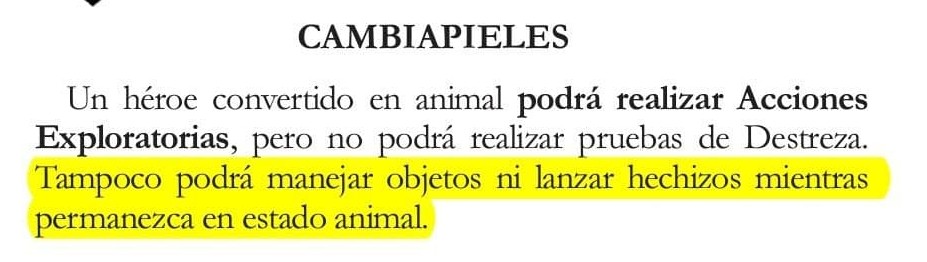 CAMBIAPIELES
Un héroe convertido en animal podrá realizar Acciones
Exploratorias, pero no podrá realizar pruebas de Destreza.
Tampoco podrá manejar objetos ni lanzar hechizos mientras
permanezca en estado animal.